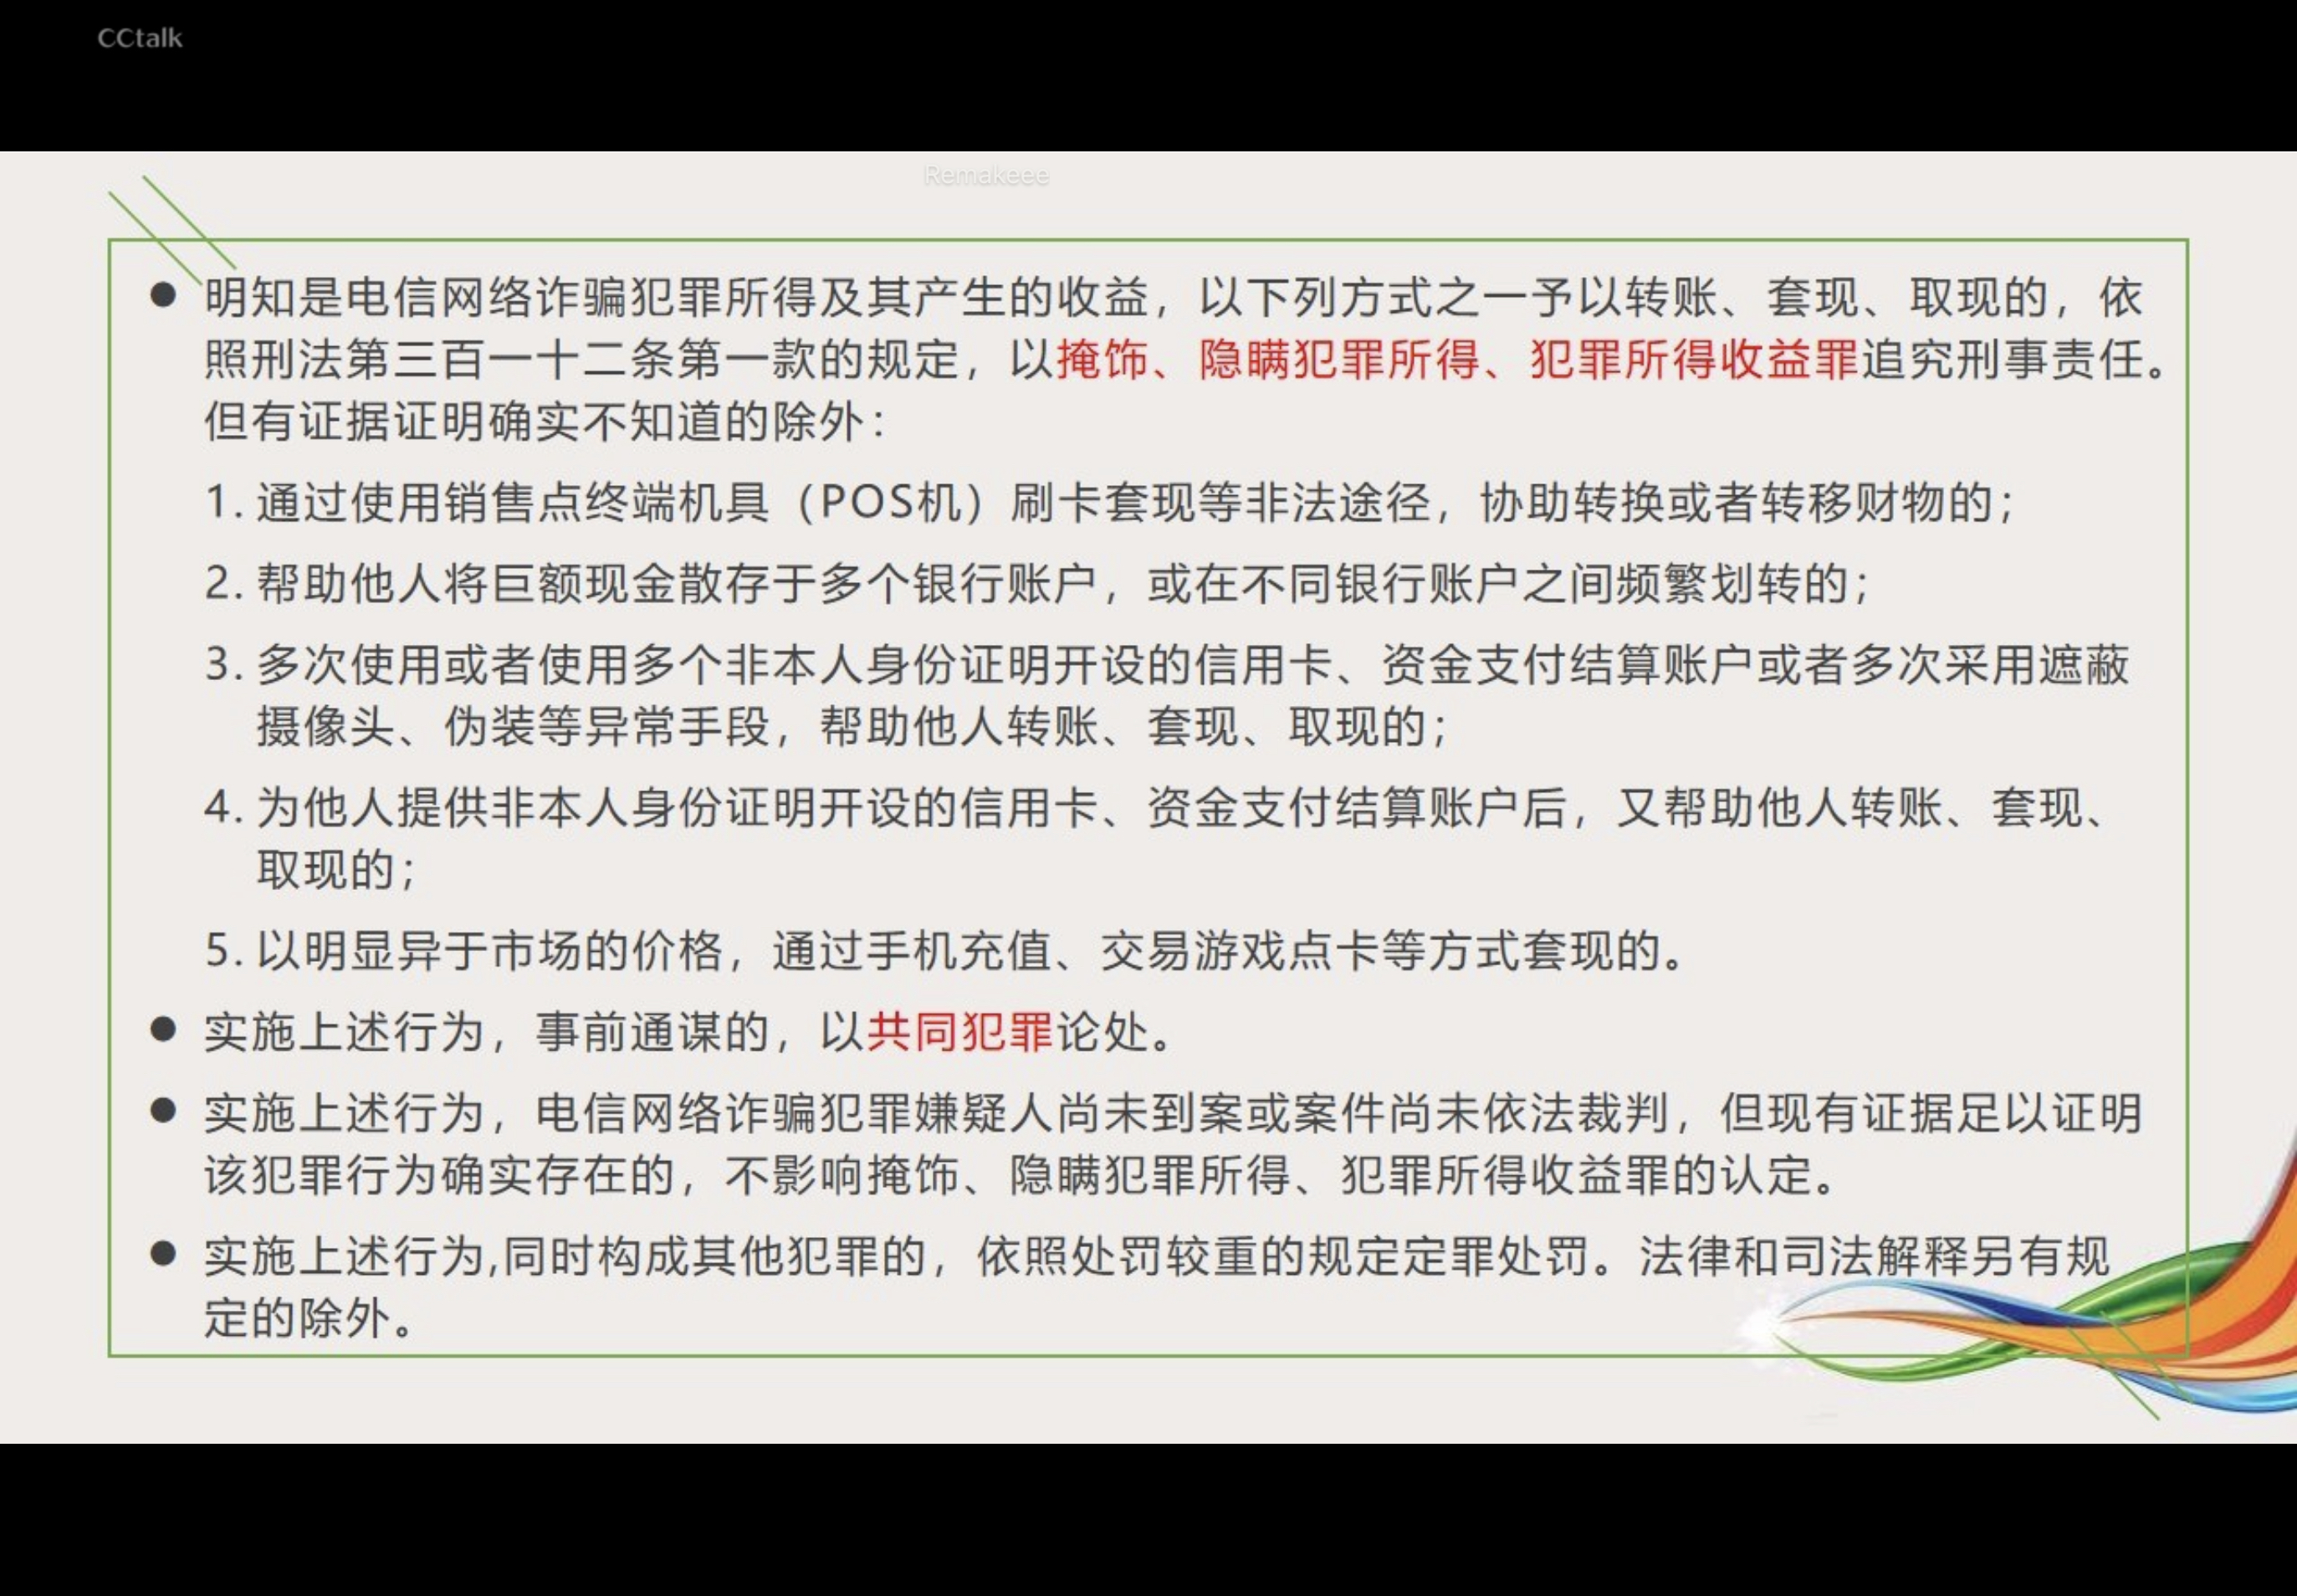 CCtalk
Remakeee
● 明知是电信网络诈骗犯罪所得及其产生的收益，以下列方式之一予以转账、套现、取现的，依
照刑法第三百一十二条第一款的规定，以掩饰、隐瞒犯罪所得、犯罪所得收益罪追究刑事责任。
但有证据证明确实不知道的除外：
1. 通过使用销售点终端机具（POS机）刷卡套现等非法途径，协助转换或者转移财物的；
2. 帮助他人将巨额现金散存于多个银行账户，或在不同银行账户之间频繁划转的；
3. 多次使用或者使用多个非本人身份证明开设的信用卡、资金支付结算账户或者多次采用遮蔽
摄像头、伪装等异常手段，帮助他人转账、套现、取现的；
4. 为他人提供非本人身份证明开设的信用卡、资金支付结算账户后，又帮助他人转账、套现、
取现的；
5. 以明显异于市场的价格，通过手机充值、交易游戏点卡等方式套现的。
● 实施上述行为，事前通谋的，以共同犯罪论处。
● 实施上述行为，电信网络诈骗犯罪嫌疑人尚未到案或案件尚未依法裁判，但现有证据足以证明
该犯罪行为确实存在的，不影响掩饰、隐瞒犯罪所得、犯罪所得收益罪的认定。
● 实施上述行为,同时构成其他犯罪的，依照处罚较重的规定定罪处罚。法律和司法解释另有规
定的除外。